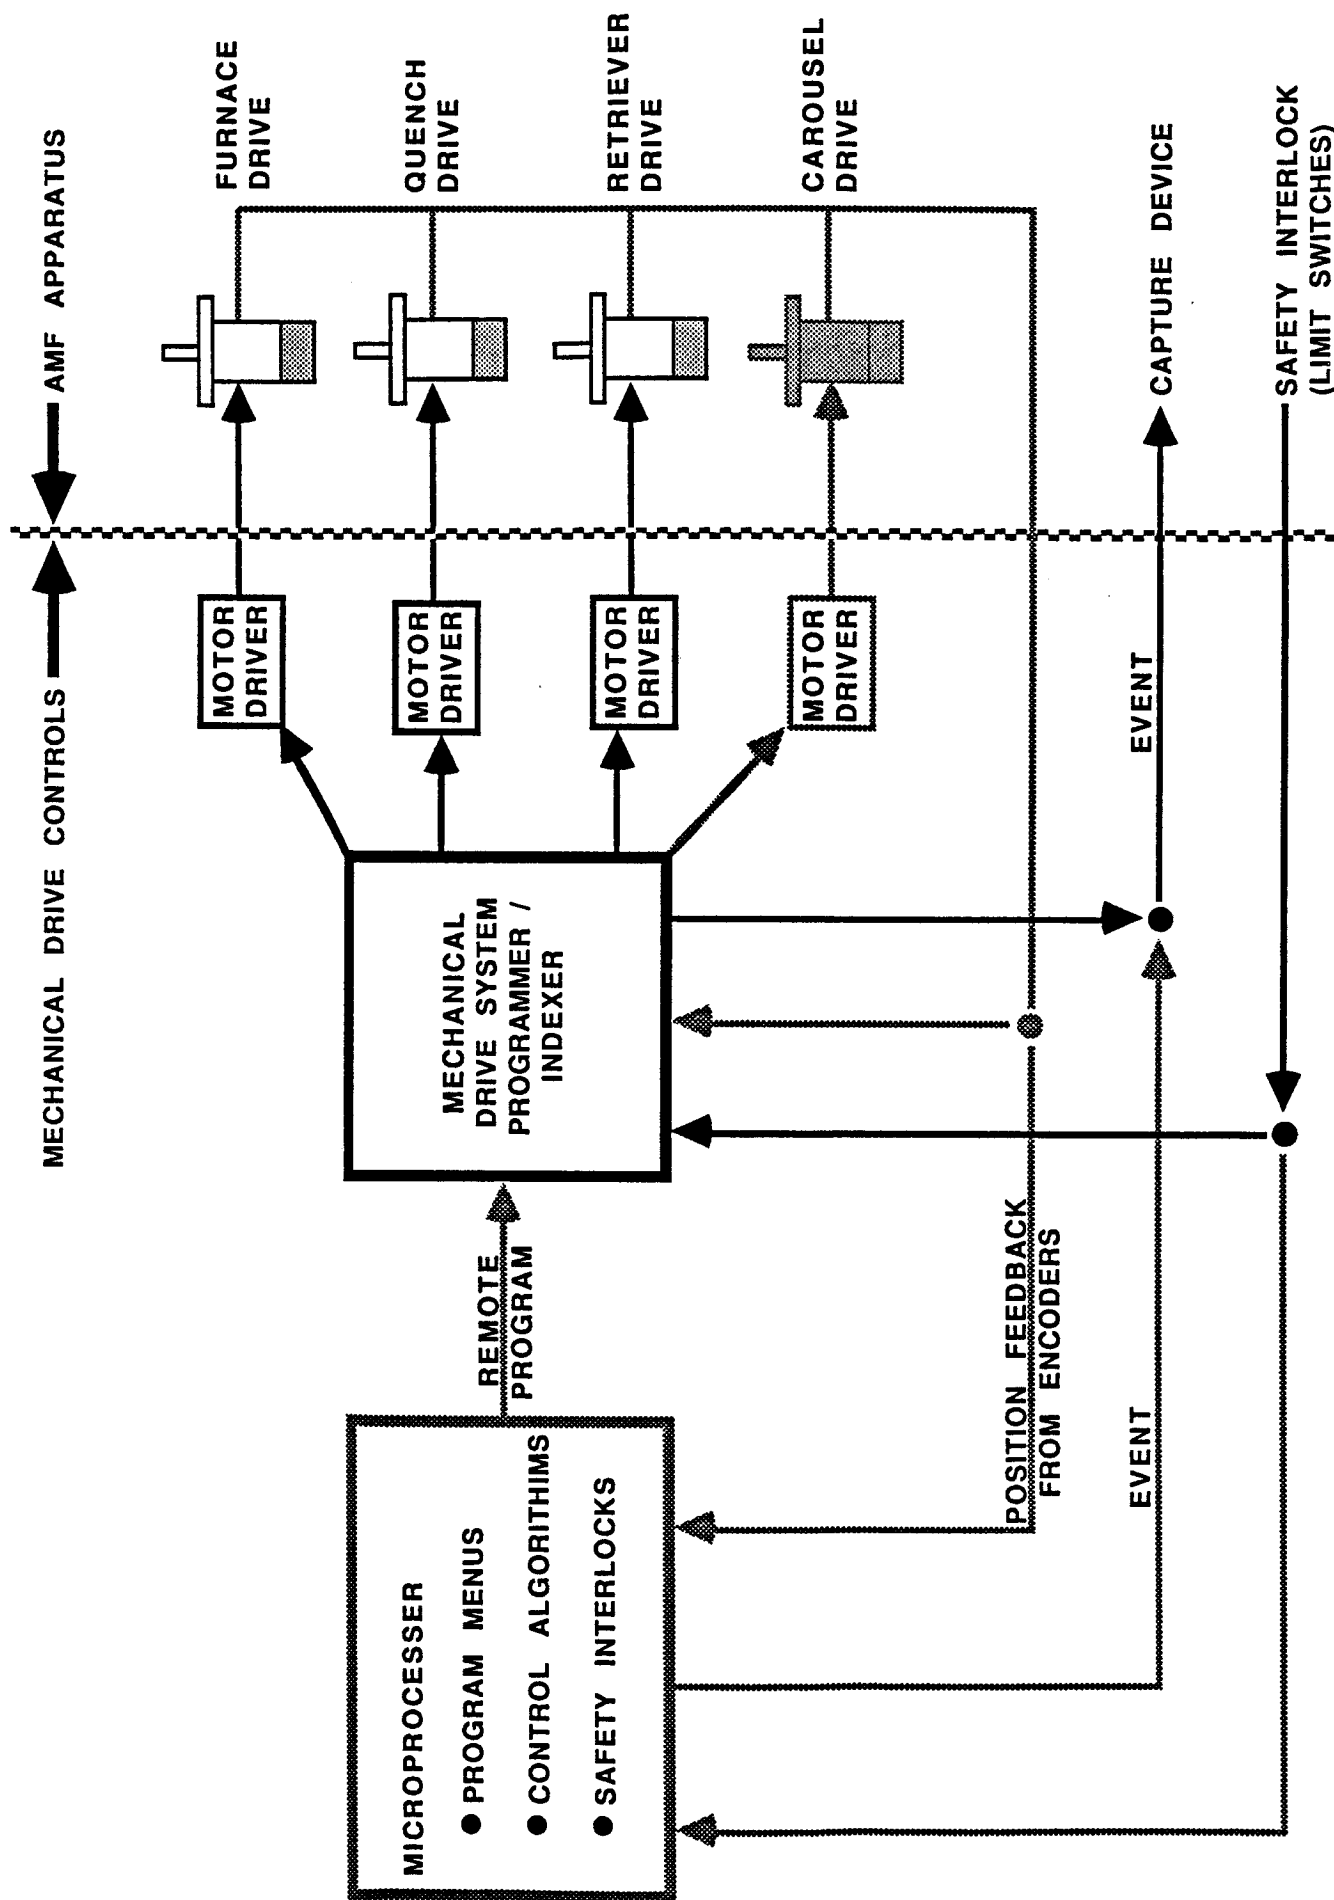 MECHANICAL DRIVE CONTROLS
AMF APPARATUS
MICROPROCESSER
● PROGRAM MENUS
● CONTROL ALGORITHIMS
● SAFETY INTERLOCKS
REMOTE
PROGRAM
MECHANICAL
DRIVE SYSTEM
PROGRAMMER /
INDEXER
MOTOR
DRIVER
FURNACE
DRIVE
MOTOR
DRIVER
QUENCH
DRIVE
MOTOR
DRIVER
RETRIEVER
DRIVE
MOTOR
DRIVER
CAROUSEL
DRIVE
POSITION FEEDBACK
FROM ENCODERS
EVENT
EVENT
CAPTURE DEVICE
SAFETY INTERLOCK
(LIMIT SWITCHES)